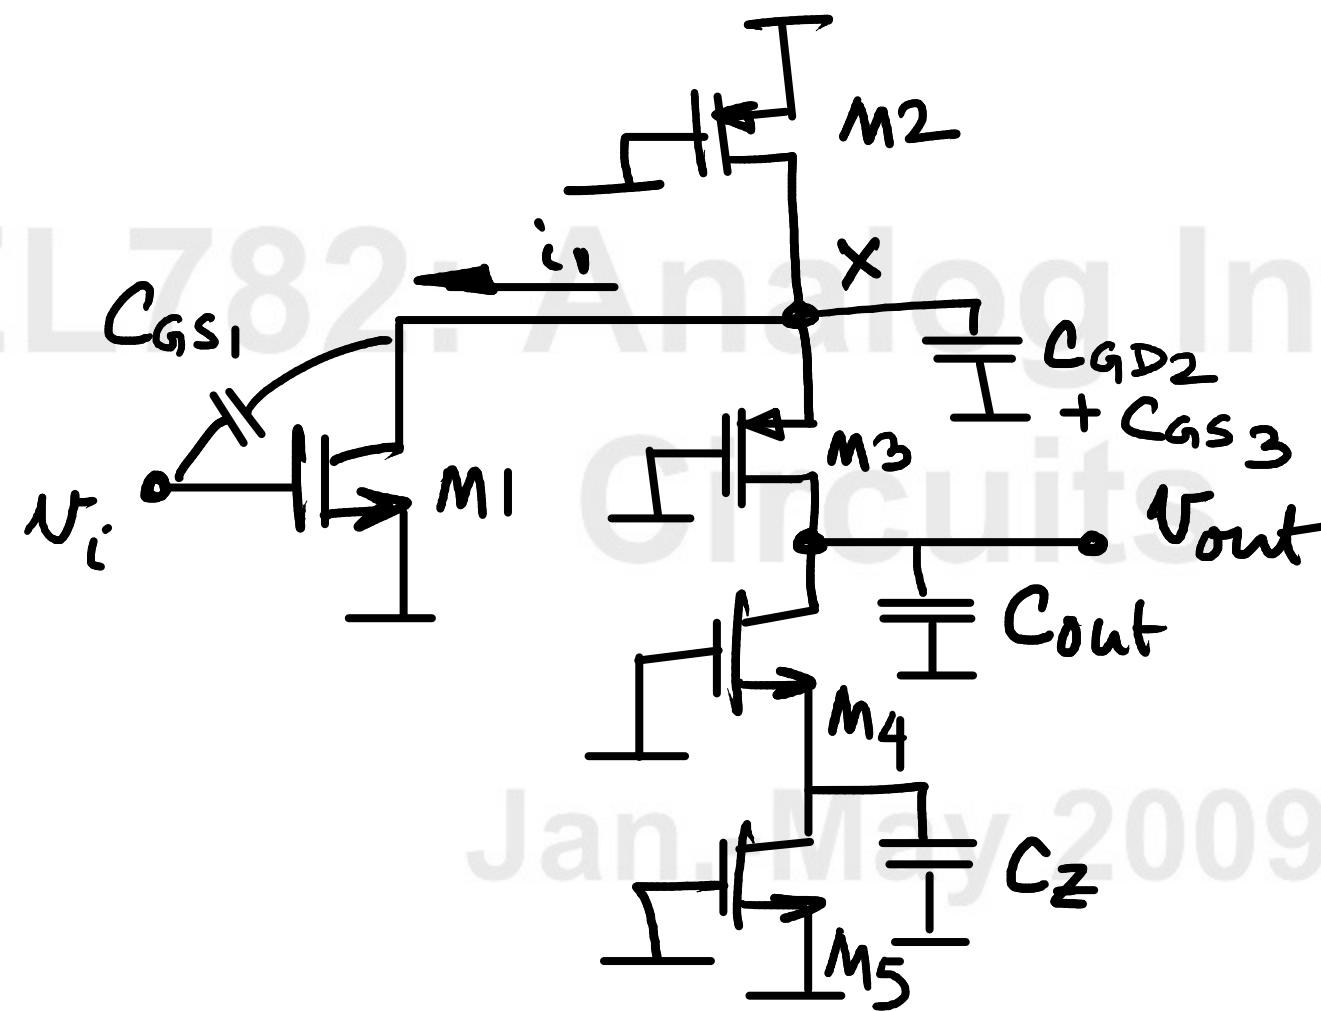 M2
EL782: Analog In
i1
X
CGS1
CGD2
+ CGS3
M3
M1
vi
Circuits
vout
Cout
M4
Jan.-May 2009
CZ
M5